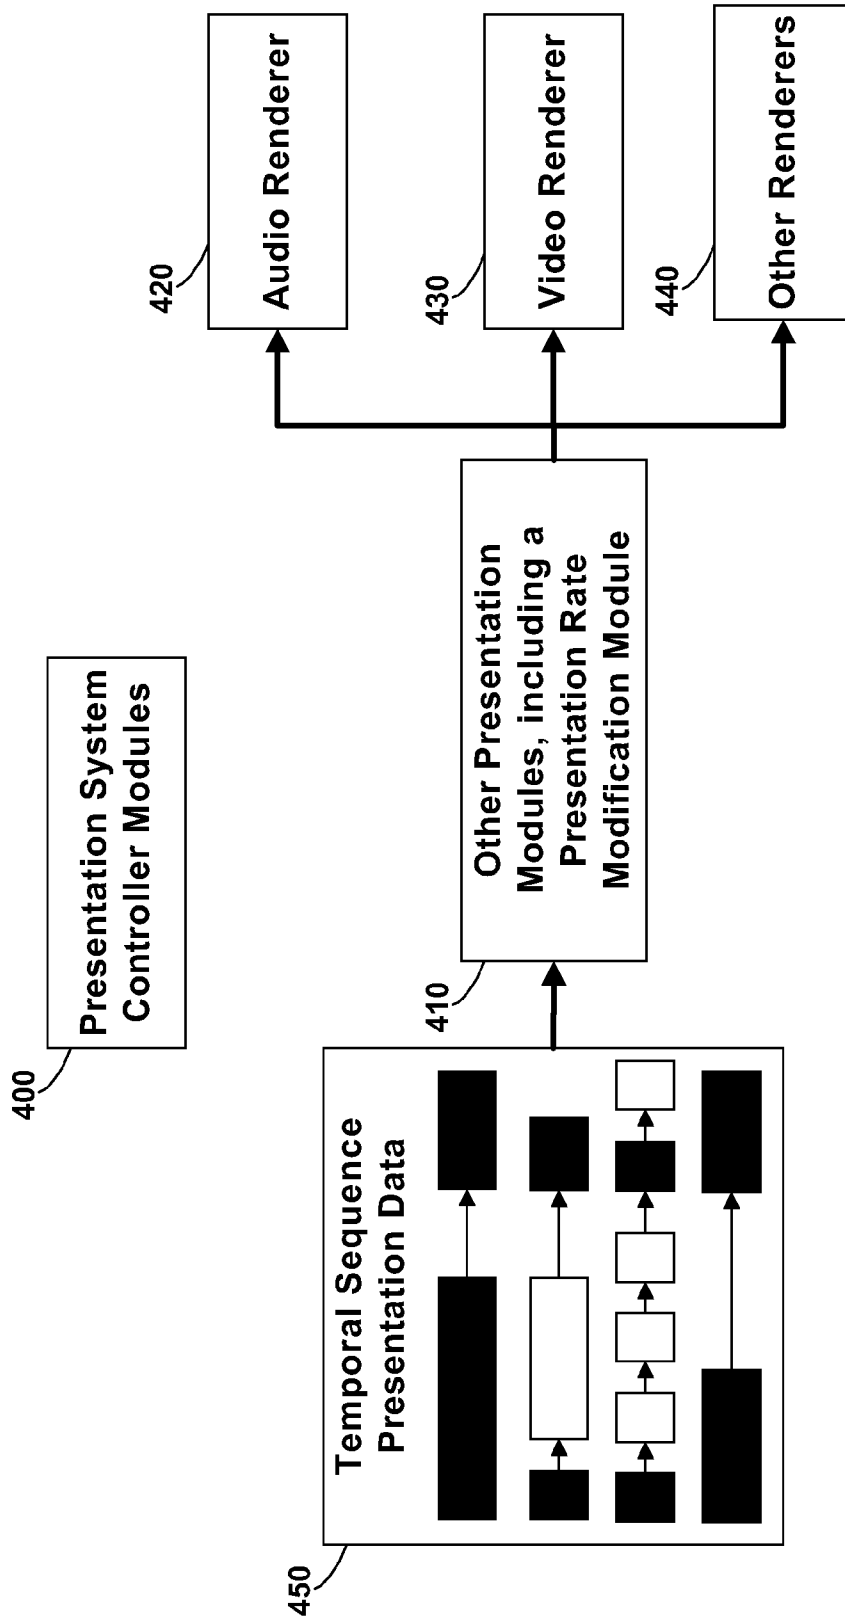 400
Presentation System
Controller Modules
450
Temporal Sequence
Presentation Data
410
Other Presentation
Modules, including a
Presentation Rate
Modification Module
420
Audio Renderer
430
Video Renderer
440
Other Renderers